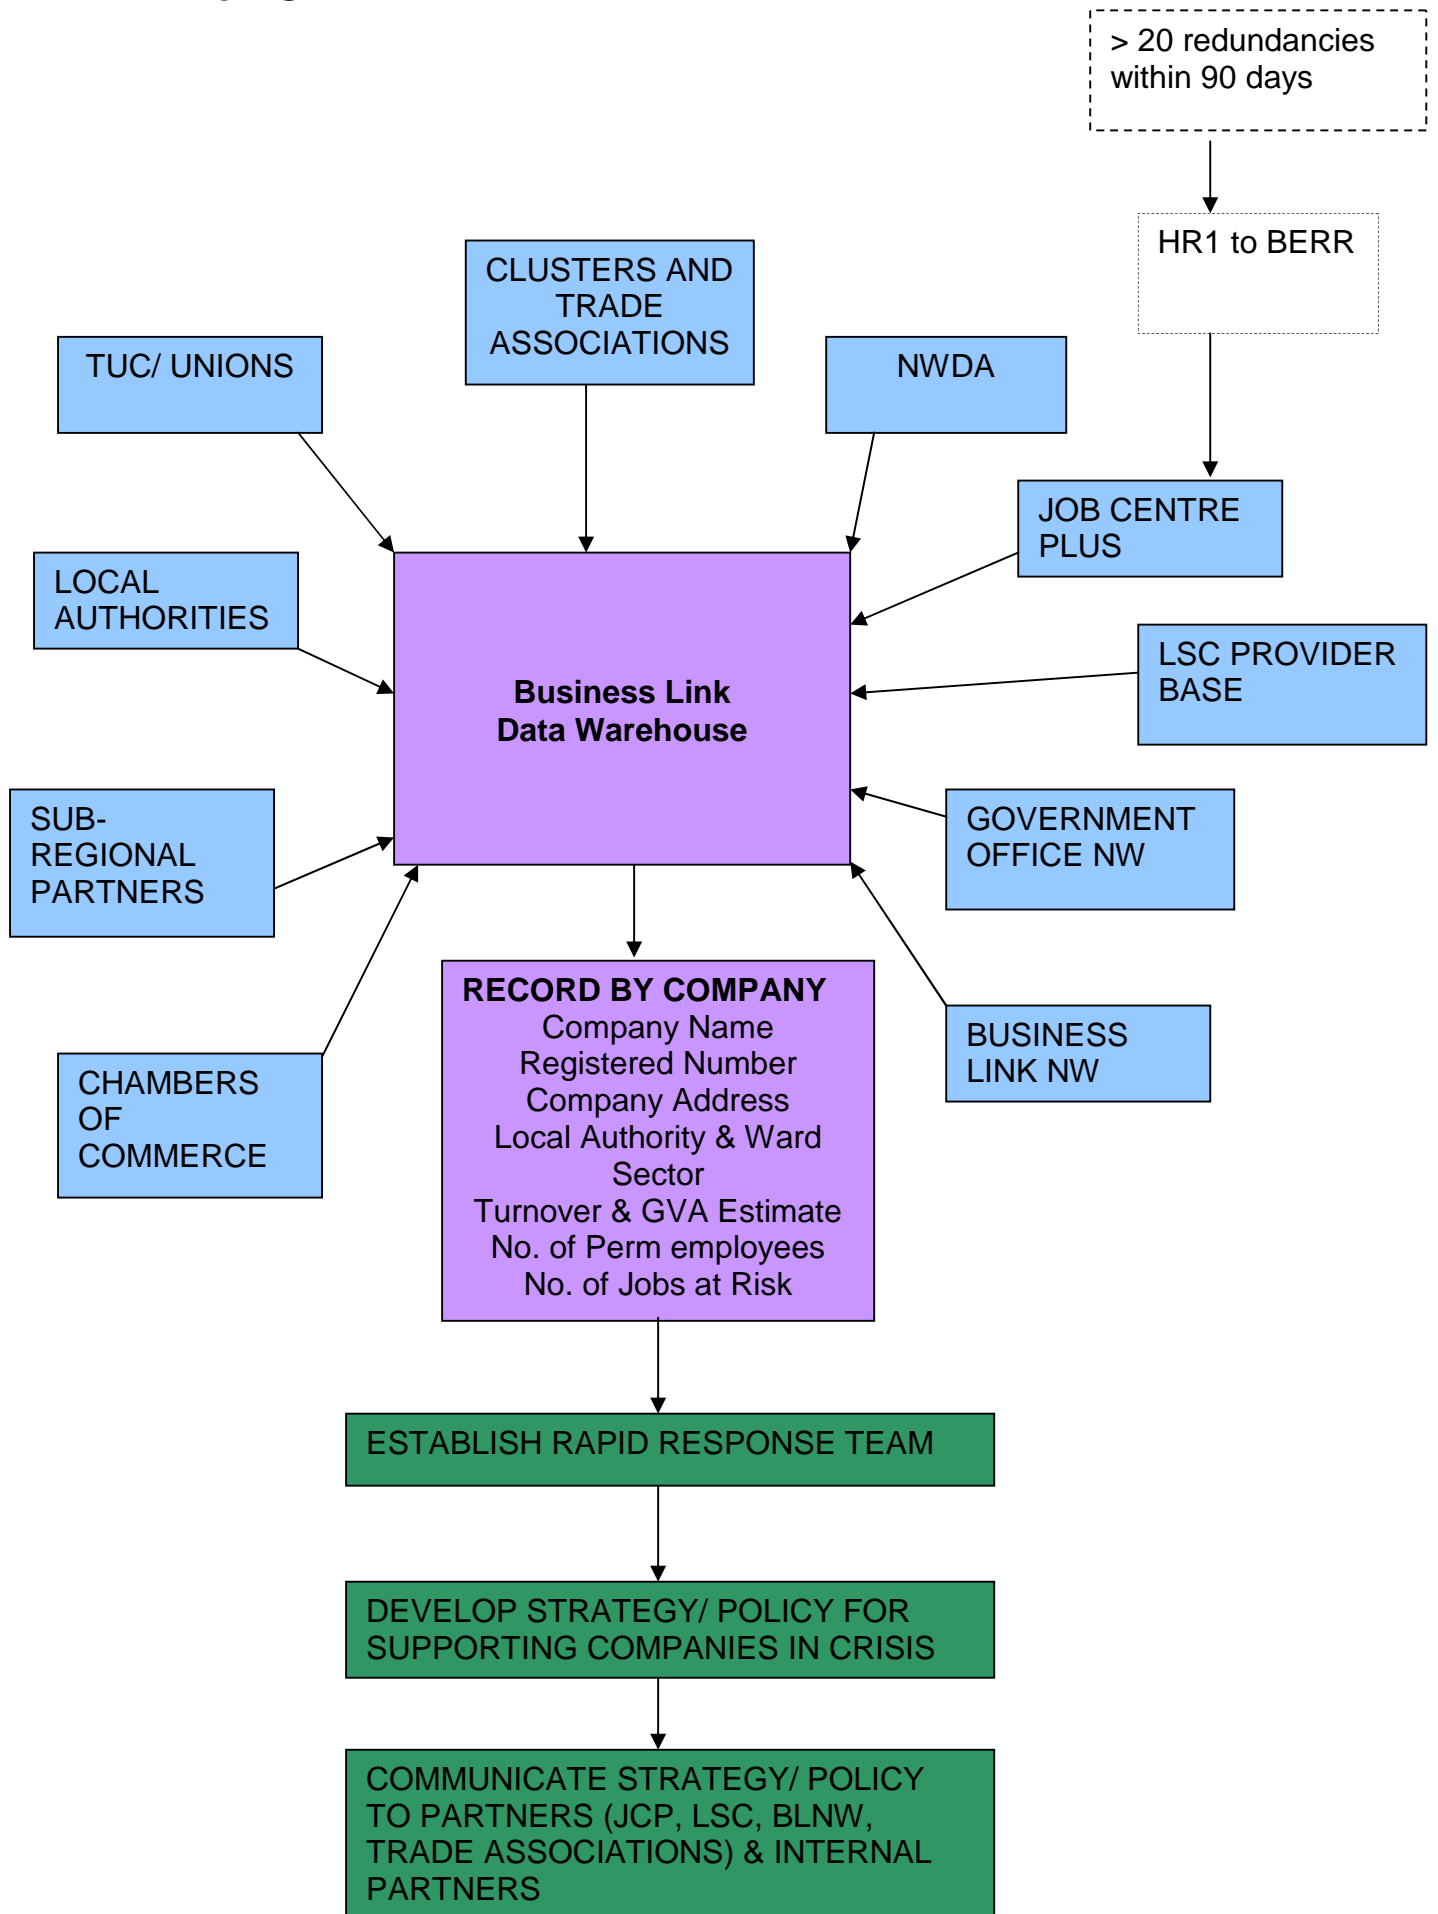 > 20 redundancies
within 90 days
HR1 to BERR
CLUSTERS AND
TRADE
ASSOCIATIONS
TUC/ UNIONS
NWDA
JOB CENTRE
PLUS
LOCAL
AUTHORITIES
LSC PROVIDER
BASE
Business Link
Data Warehouse
SUB-
REGIONAL
PARTNERS
GOVERNMENT
OFFICE NW
RECORD BY COMPANY
Company Name
Registered Number
Company Address
Local Authority & Ward
Sector
Turnover & GVA Estimate
No. of Perm employees
No. of Jobs at Risk
BUSINESS
LINK NW
CHAMBERS
OF
COMMERCE
ESTABLISH RAPID RESPONSE TEAM
DEVELOP STRATEGY/ POLICY FOR
SUPPORTING COMPANIES IN CRISIS
COMMUNICATE STRATEGY/ POLICY
TO PARTNERS (JCP, LSC, BLNW,
TRADE ASSOCIATIONS) & INTERNAL
PARTNERS